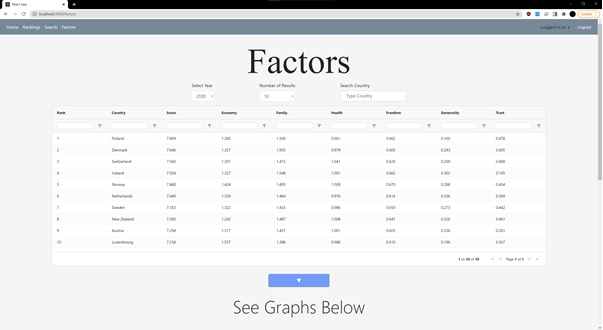 React App
localhost:3000/factors
Home Rankings Search Factors Logged in as Logout
Factors
Select Year Number of Results Search Country
2020 10 Type Country
Rank Country Score Economy Family Health Freedom Generosity Trust
1 Finland 7.809 1.285 1.500 0.961 0.662 0.160 0.478
2 Denmark 7.646 1.327 1.503 0.979 0.665 0.243 0.495
3 Switzerland 7.560 1.391 1.472 1.041 0.629 0.269 0.408
4 Iceland 7.504 1.327 1.548 1.001 0.662 0.362 0.145
5 Norway 7.488 1.424 1.495 1.008 0.670 0.288 0.434
6 Netherlands 7.449 1.339 1.464 0.976 0.614 0.336 0.369
7 Sweden 7.353 1.322 1.433 0.986 0.650 0.273 0.442
8 New Zealand 7.300 1.242 1.487 1.008 0.647 0.326 0.461
9 Austria 7.294 1.317 1.437 1.001 0.603 0.256 0.281
10 Luxembourg 7.238 1.537 1.388 0.986 0.610 0.196 0.367
1 to 10 of 10 Page 1 of 1
See Graphs Below